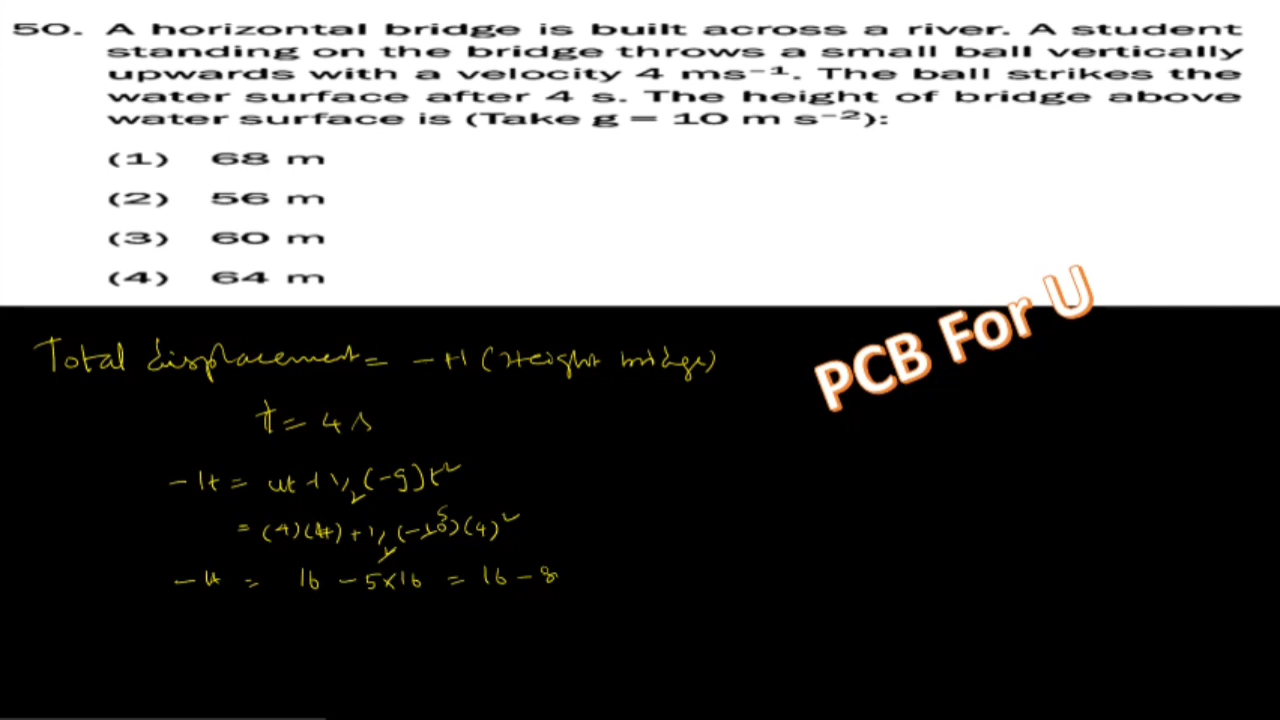 50. A horizontal bridge is built across a river. A student
standing on the bridge throws a small ball vertically
upwards with a velocity 4 ms⁻¹. The ball strikes the
water surface after 4 s. The height of bridge above
water surface is (Take g = 10 m s⁻²):
(1) 68 m
(2) 56 m
(3) 60 m
(4) 64 m
PCB For U
Total displacement = -H (Height bridge)
t = 4 s
-H = ut + 1/2 (-g) t²
= (4)(4) + 1/2 (-10) (4)²
-H = 16 - 5×16 = 16 - 8